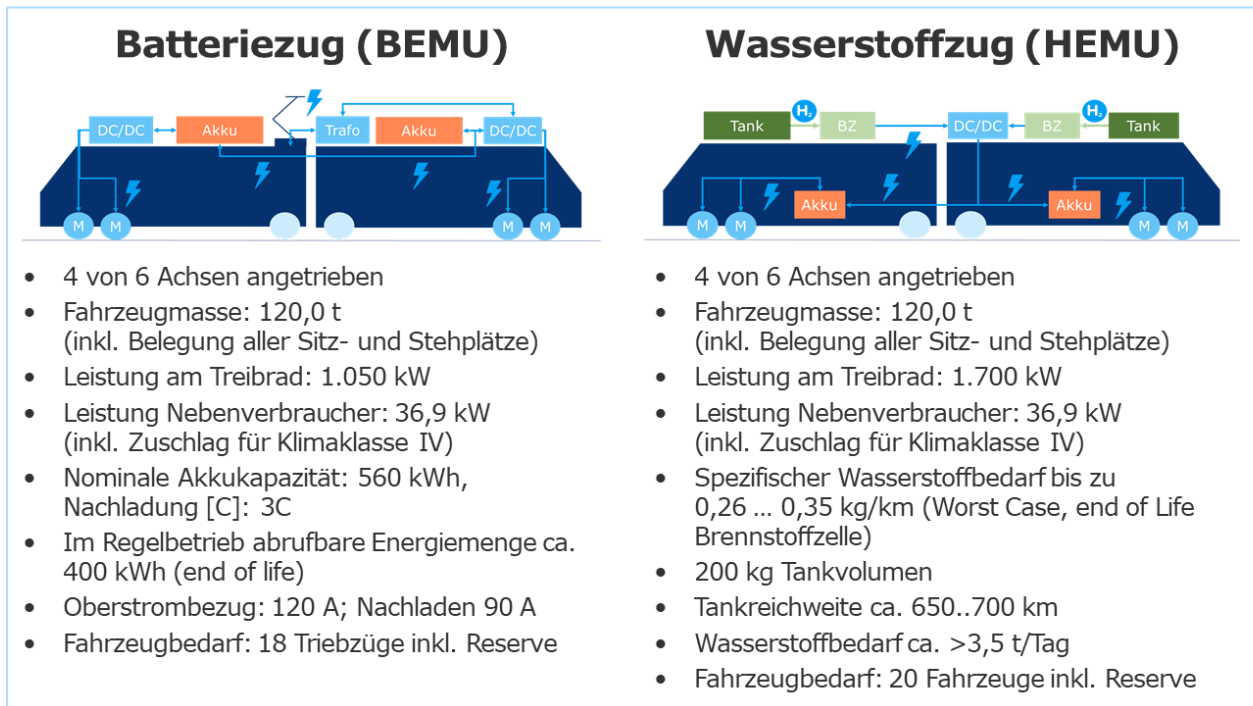 Batteriezug (BEMU)
DC/DC
Akku
Trafo
Akku
DC/DC
M
M
M
M
• 4 von 6 Achsen angetrieben
• Fahrzeugmasse: 120,0 t
(inkl. Belegung aller Sitz- und Stehplätze)
• Leistung am Treibrad: 1.050 kW
• Leistung Nebenverbraucher: 36,9 kW
(inkl. Zuschlag für Klimaklasse IV)
• Nominale Akkukapazität: 560 kWh,
Nachladung [C]: 3C
• Im Regelbetrieb abrufbare Energiemenge ca.
400 kWh (end of life)
• Oberstrombezug: 120 A; Nachladen 90 A
• Fahrzeugbedarf: 18 Triebzüge inkl. Reserve
Wasserstoffzug (HEMU)
Tank
H₂
BZ
DC/DC
BZ
H₂
Tank
Akku
Akku
M
M
M
M
• 4 von 6 Achsen angetrieben
• Fahrzeugmasse: 120,0 t
(inkl. Belegung aller Sitz- und Stehplätze)
• Leistung am Treibrad: 1.700 kW
• Leistung Nebenverbraucher: 36,9 kW
(inkl. Zuschlag für Klimaklasse IV)
• Spezifischer Wasserstoffbedarf bis zu
0,26 ... 0,35 kg/km (Worst Case, end of Life
Brennstoffzelle)
• 200 kg Tankvolumen
• Tankreichweite ca. 650..700 km
• Wasserstoffbedarf ca. >3,5 t/Tag
• Fahrzeugbedarf: 20 Fahrzeuge inkl. Reserve